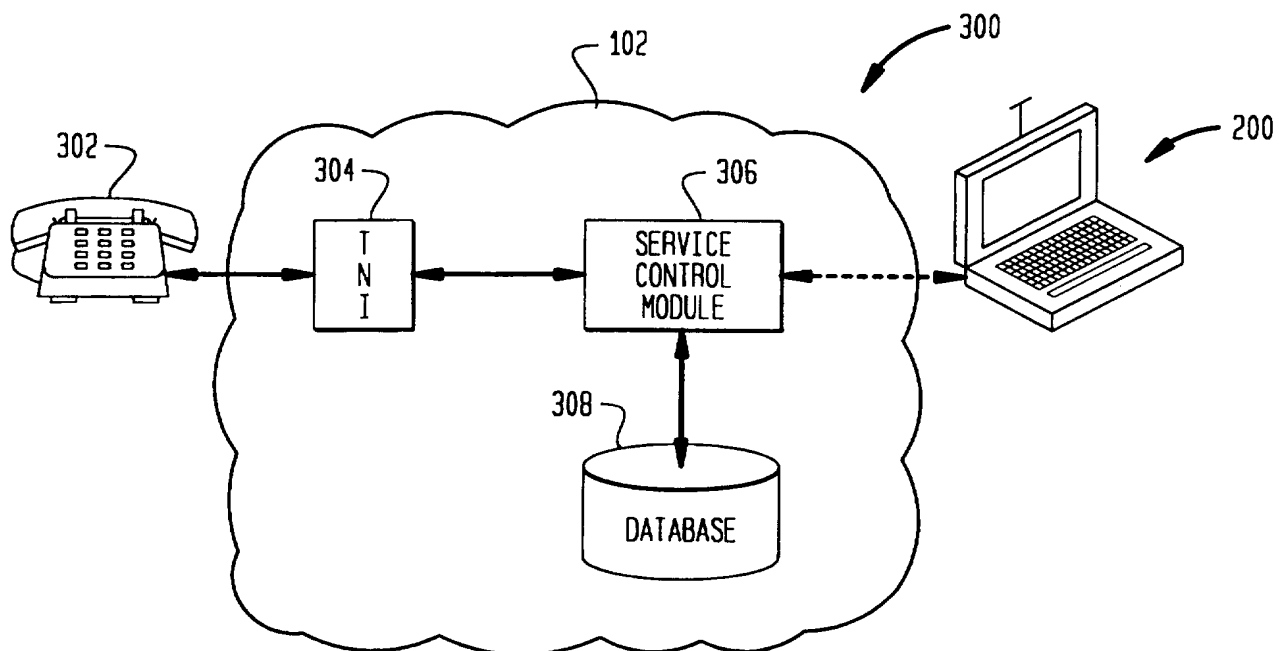 300
102
200
302
304
306
T
N
I
SERVICE
CONTROL
MODULE
308
DATABASE